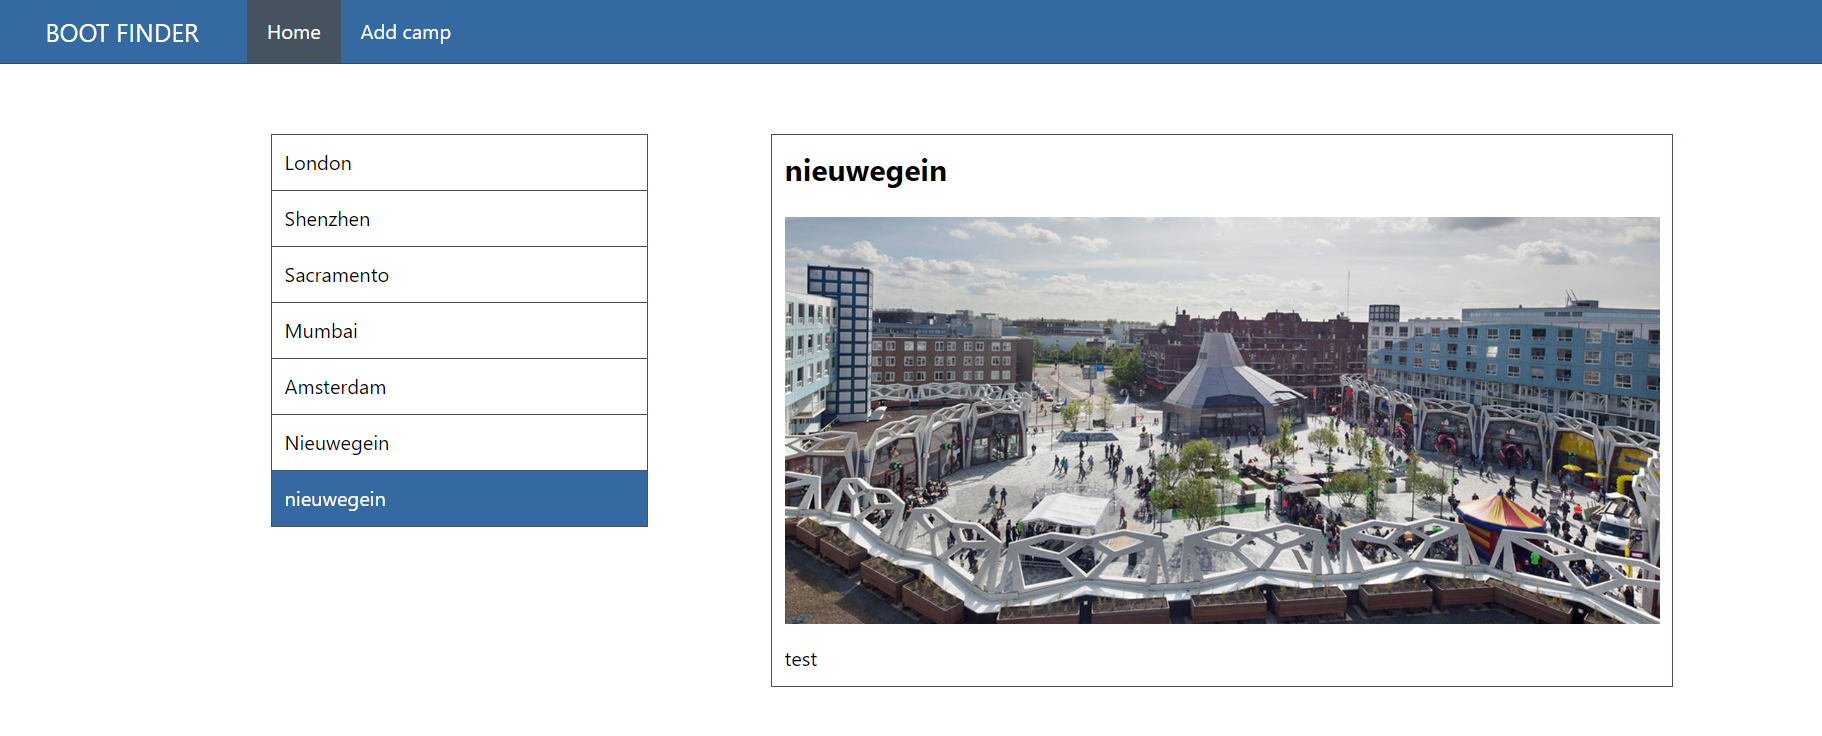 BOOT FINDER Home Add camp
London
Shenzhen
Sacramento
Mumbai
Amsterdam
Nieuwegein
nieuwegein
nieuwegein
test